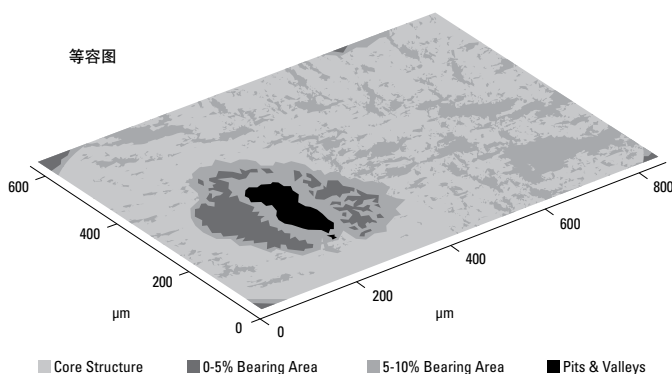 等容图
600
400
200
0
µm
0
200
400
600
800
µm
Core Structure
0-5% Bearing Area
5-10% Bearing Area
Pits & Valleys